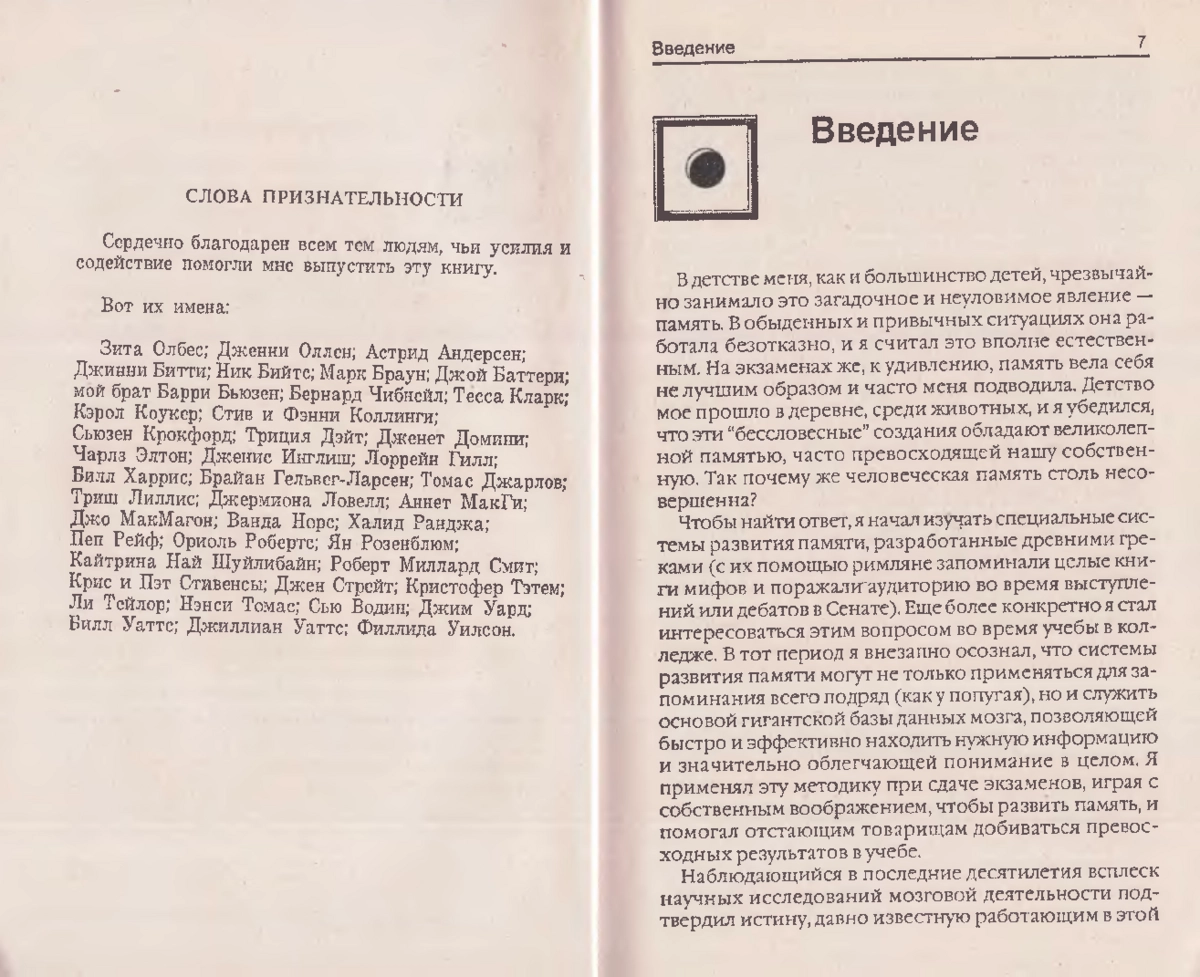 СЛОВА ПРИЗНАТЕЛЬНОСТИ
Сердечно благодарен всем тем людям, чьи усилия и
содействие помогли мне выпустить эту книгу.
Вот их имена:
Зита Олбес; Дженни Оллен; Астрид Андерсен;
Джинни Битти; Ник Бийтс; Марк Браун; Джой Баттери;
мой брат Барри Бьюзен; Бернард Чибнейл; Тесса Кларк;
Кэрол Коукер; Стив и Фэнни Коллинги;
Сьюзен Крокфорд; Триция Дэйт; Дженет Домини;
Чарлз Элтон; Дженис Инглиш; Лоррейн Гилл;
Билл Харрис; Брайан Гельвег-Ларсен; Томас Джарлов;
Триш Лиллис; Джермиона Ловелл; Аннет МакГи;
Джо МакМагон; Ванда Норс; Халид Ранджа;
Пеп Рейф; Ориоль Робертс; Ян Розенблюм;
Кайтрина Най Шуйлибайн; Роберт Миллард Смит;
Крис и Пэт Стивенсы; Джен Стрейт; Кристофер Тэтем;
Ли Тейлор; Нэнси Томас; Сью Водин; Джим Уард;
Билл Уаттс; Джиллиан Уаттс; Филлида Уилсон.
Введение 7
Введение
В детстве меня, как и большинство детей, чрезвычай-
но занимало это загадочное и неуловимое явление —
память. В обыденных и привычных ситуациях она ра-
ботала безотказно, и я считал это вполне естествен-
ным. На экзаменах же, к удивлению, память вела себя
не лучшим образом и часто меня подводила. Детство
мое прошло в деревне, среди животных, и я убедился,
что эти “бессловесные” создания обладают великолеп-
ной памятью, часто превосходящей нашу собствен-
ную. Так почему же человеческая память столь несо-
вершенна?
Чтобы найти ответ, я начал изучать специальные сис-
темы развития памяти, разработанные древними гре-
ками (с их помощью римляне запоминали целые кни-
ги мифов и поражали аудиторию во время выступле-
ний или дебатов в Сенате). Еще более конкретно я стал
интересоваться этим вопросом во время учебы в кол-
ледже. В тот период я внезапно осознал, что системы
развития памяти могут не только применяться для за-
поминания всего подряд (как у попугая), но и служить
основой гигантской базы данных мозга, позволяющей
быстро и эффективно находить нужную информацию
и значительно облегчающей понимание в целом. Я
применял эту методику при сдаче экзаменов, играя с
собственным воображением, чтобы развить память, и
помогал отстающим товарищам добиваться превос-
ходных результатов в учебе.
Наблюдающийся в последние десятилетия всплеск
научных исследований мозговой деятельности под-
твердил истину, давно известную работающим в этой